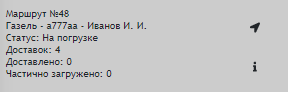 Маршрут №48
Газель - а777аа - Иванов И. И.
Статус: На погрузке
Доставок: 4
Доставлено: 0
Частично загружено: 0